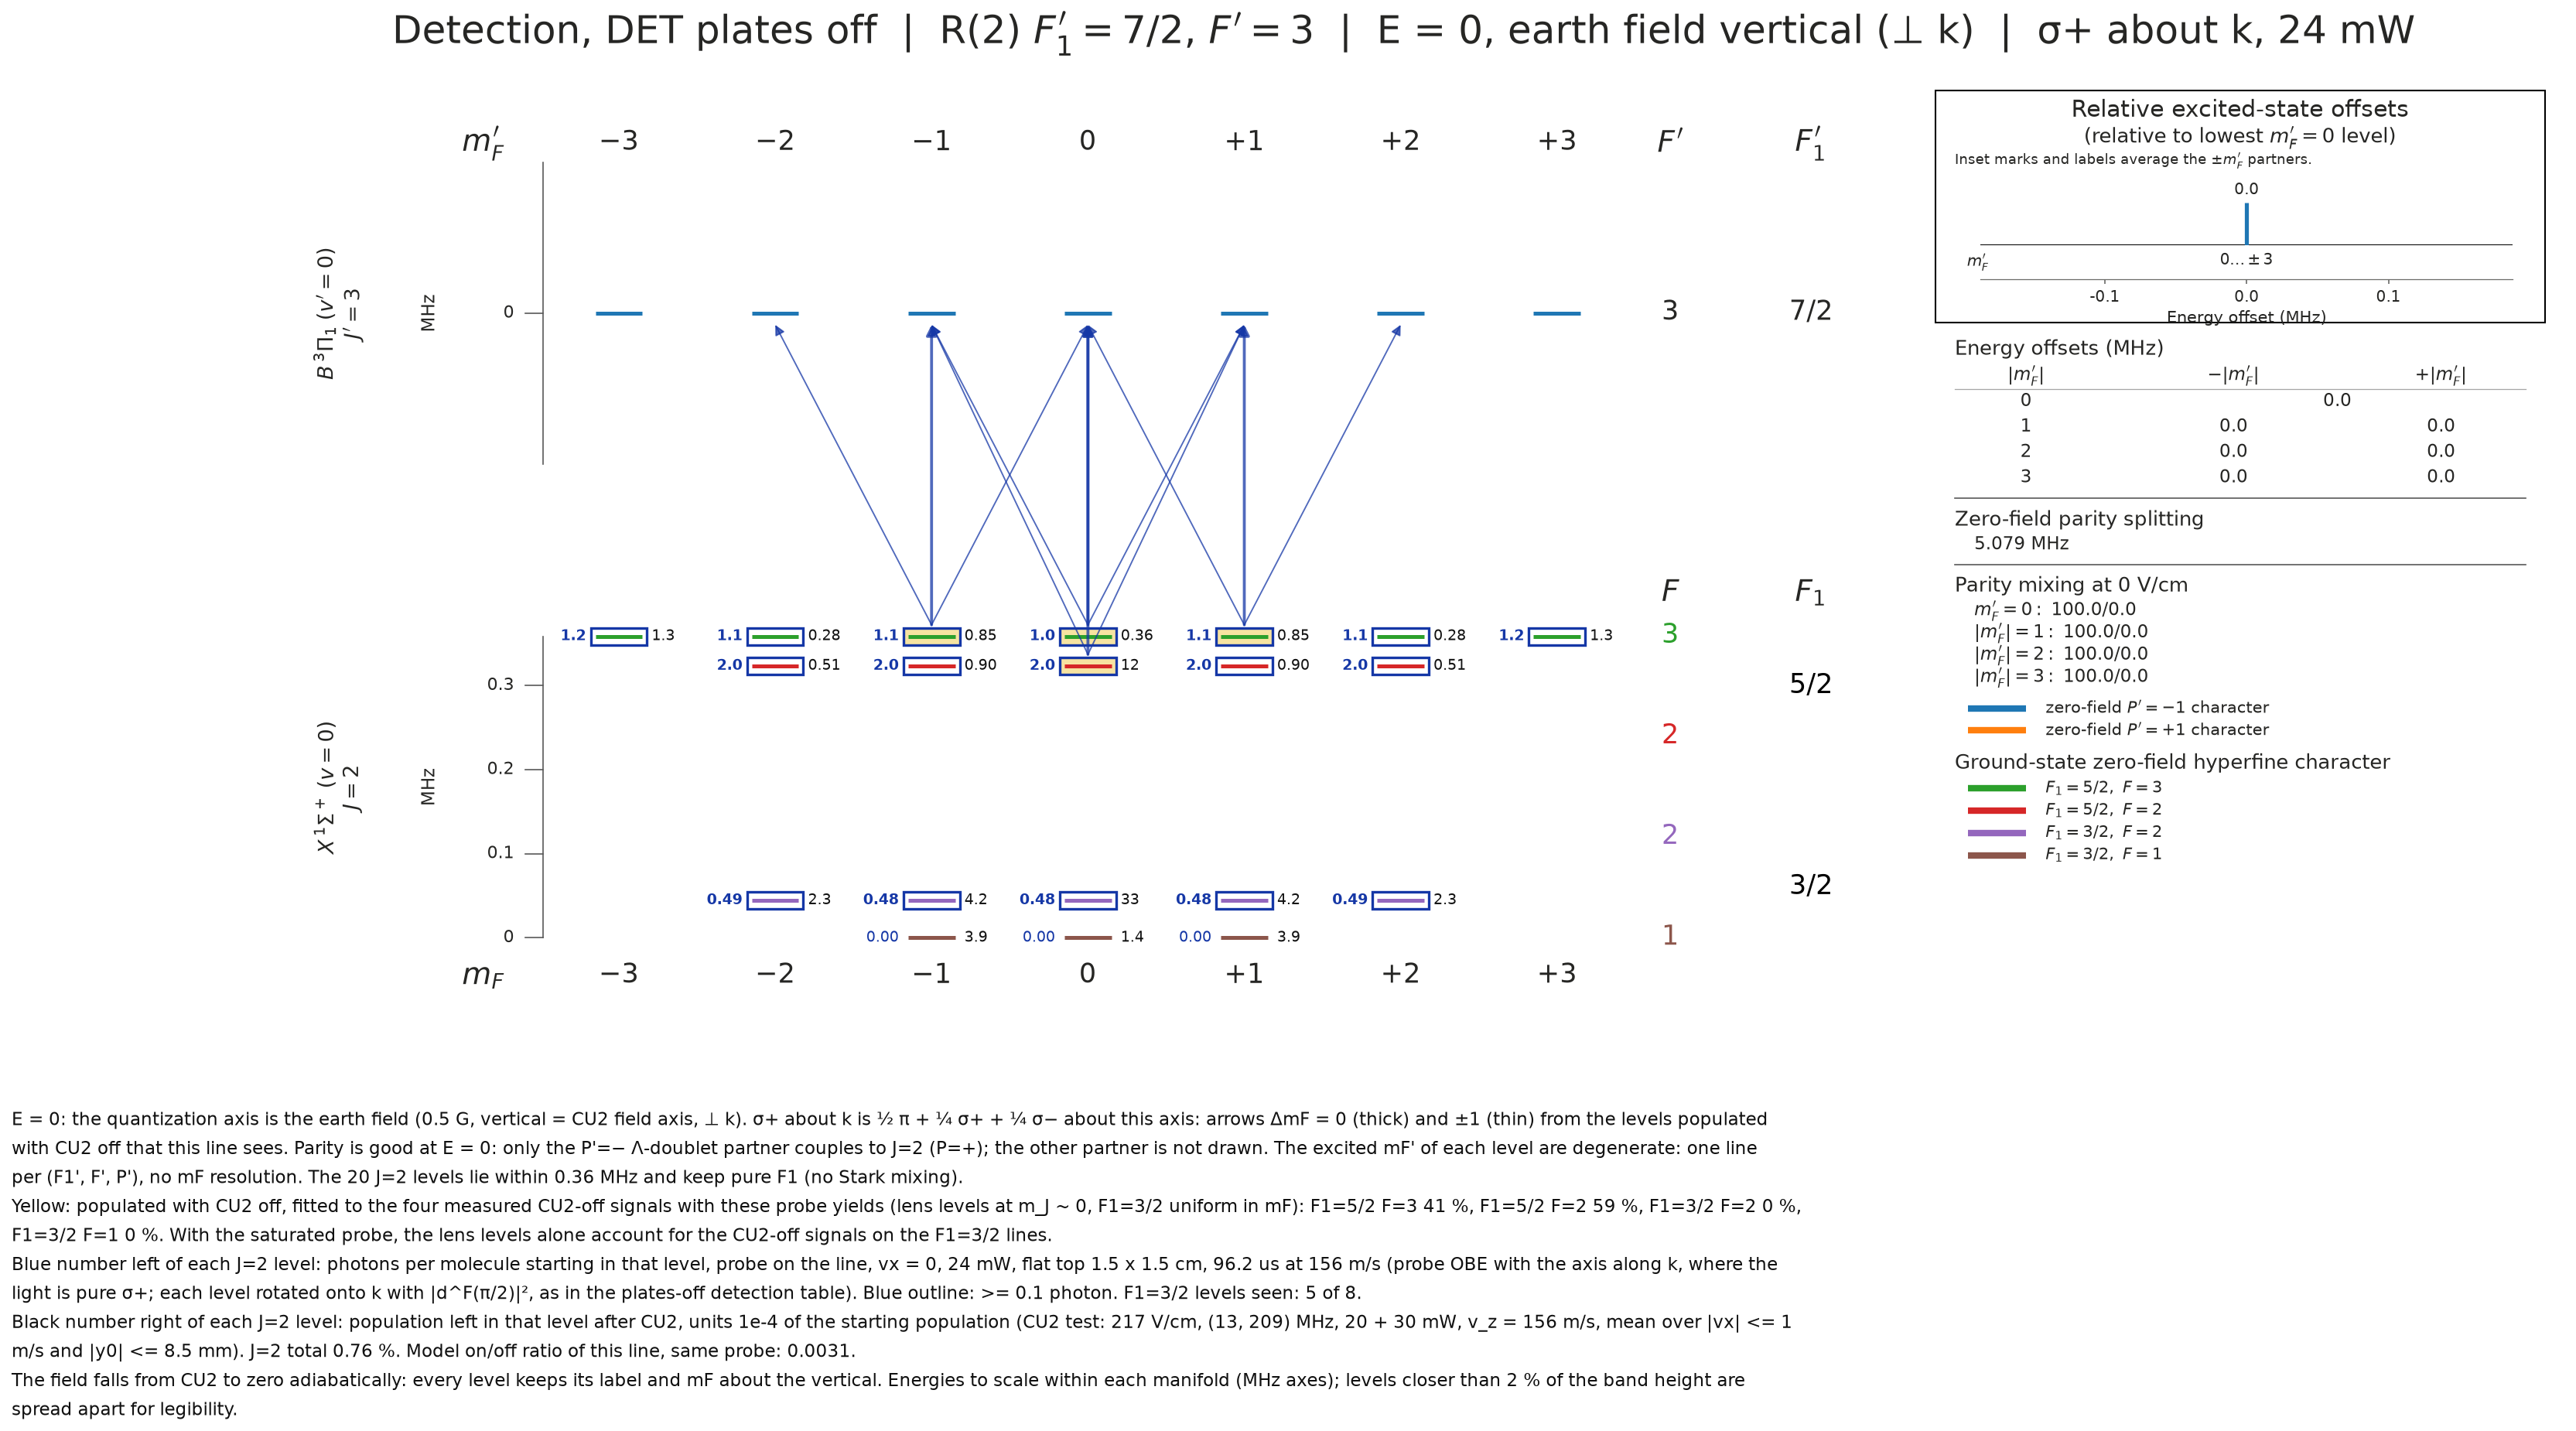 Detection, DET plates off | R(2) F′₁ = 7/2, F′ = 3 | E = 0, earth field vertical (⊥ k) | σ+ about k, 24 mW
m′F −3 −2 −1 0 +1 +2 +3 F′ F′₁
B ³Π₁ (v′ = 0)
J′ = 3
MHz
0
3 7/2
F F₁
1.2 1.3 1.1 0.28 1.1 0.85 1.0 0.36 1.1 0.85 1.1 0.28 1.2 1.3 3
2.0 0.51 2.0 0.90 2.0 12 2.0 0.90 2.0 0.51
0.3
5/2
2
X ¹Σ⁺ (v = 0)
J = 2
MHz
0.2
2
0.1
3/2
0.49 2.3 0.48 4.2 0.48 33 0.48 4.2 0.49 2.3
0 0.00 3.9 0.00 1.4 0.00 3.9 1
mF −3 −2 −1 0 +1 +2 +3
Relative excited-state offsets
(relative to lowest m′F = 0 level)
Inset marks and labels average the ±m′F partners.
0.0
m′F 0…±3
-0.1 0.0 0.1
Energy offset (MHz)
Energy offsets (MHz)
|m′F| −|m′F| +|m′F|
0 0.0
1 0.0 0.0
2 0.0 0.0
3 0.0 0.0
Zero-field parity splitting
5.079 MHz
Parity mixing at 0 V/cm
m′F = 0 : 100.0/0.0
|m′F| = 1 : 100.0/0.0
|m′F| = 2 : 100.0/0.0
|m′F| = 3 : 100.0/0.0
zero-field P′ = −1 character
zero-field P′ = +1 character
Ground-state zero-field hyperfine character
F₁ = 5/2, F = 3
F₁ = 5/2, F = 2
F₁ = 3/2, F = 2
F₁ = 3/2, F = 1
E = 0: the quantization axis is the earth field (0.5 G, vertical = CU2 field axis, ⊥ k). σ+ about k is ½ π + ¼ σ+ + ¼ σ− about this axis: arrows ΔmF = 0 (thick) and ±1 (thin) from the levels populated
with CU2 off that this line sees. Parity is good at E = 0: only the P'=− Λ-doublet partner couples to J=2 (P=+); the other partner is not drawn. The excited mF' of each level are degenerate: one line
per (F1', F', P'), no mF resolution. The 20 J=2 levels lie within 0.36 MHz and keep pure F1 (no Stark mixing).
Yellow: populated with CU2 off, fitted to the four measured CU2-off signals with these probe yields (lens levels at m_J ~ 0, F1=3/2 uniform in mF): F1=5/2 F=3 41 %, F1=5/2 F=2 59 %, F1=3/2 F=2 0 %,
F1=3/2 F=1 0 %. With the saturated probe, the lens levels alone account for the CU2-off signals on the F1=3/2 lines.
Blue number left of each J=2 level: photons per molecule starting in that level, probe on the line, vx = 0, 24 mW, flat top 1.5 x 1.5 cm, 96.2 us at 156 m/s (probe OBE with the axis along k, where the
light is pure σ+; each level rotated onto k with |d^F(π/2)|², as in the plates-off detection table). Blue outline: >= 0.1 photon. F1=3/2 levels seen: 5 of 8.
Black number right of each J=2 level: population left in that level after CU2, units 1e-4 of the starting population (CU2 test: 217 V/cm, (13, 209) MHz, 20 + 30 mW, v_z = 156 m/s, mean over |vx| <= 1
m/s and |y0| <= 8.5 mm). J=2 total 0.76 %. Model on/off ratio of this line, same probe: 0.0031.
The field falls from CU2 to zero adiabatically: every level keeps its label and mF about the vertical. Energies to scale within each manifold (MHz axes); levels closer than 2 % of the band height are
spread apart for legibility.